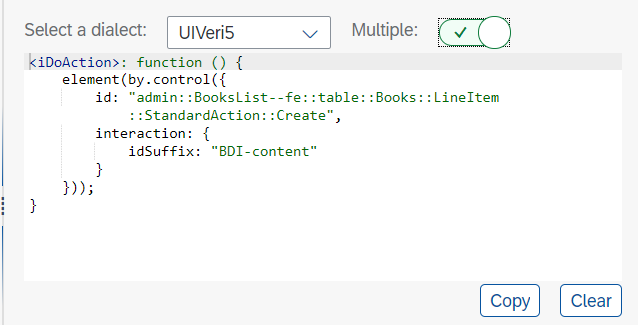 Select a dialect: UIVeri5 Multiple:
<iDoAction>: function () {
element(by.control({
id: "admin::BooksList--fe::table::Books::LineItem
::StandardAction::Create",
interaction: {
idSuffix: "BDI-content"
}
}));
}
Copy Clear